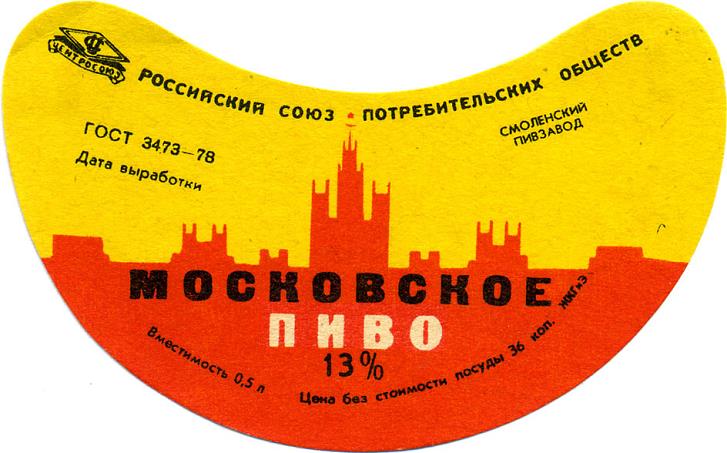 ЦЕНТРОСОЮЗ
РОССИЙСКИЙ СОЮЗ ПОТРЕБИТЕЛЬСКИХ ОБЩЕСТВ
ГОСТ 3473—78
Дата выработки
СМОЛЕНСКИЙ
ПИВЗАВОД
МОСКОВСКОЕ
ПИВО
13%
Вместимость 0,5 л
Цена без стоимости посуды 36 коп.